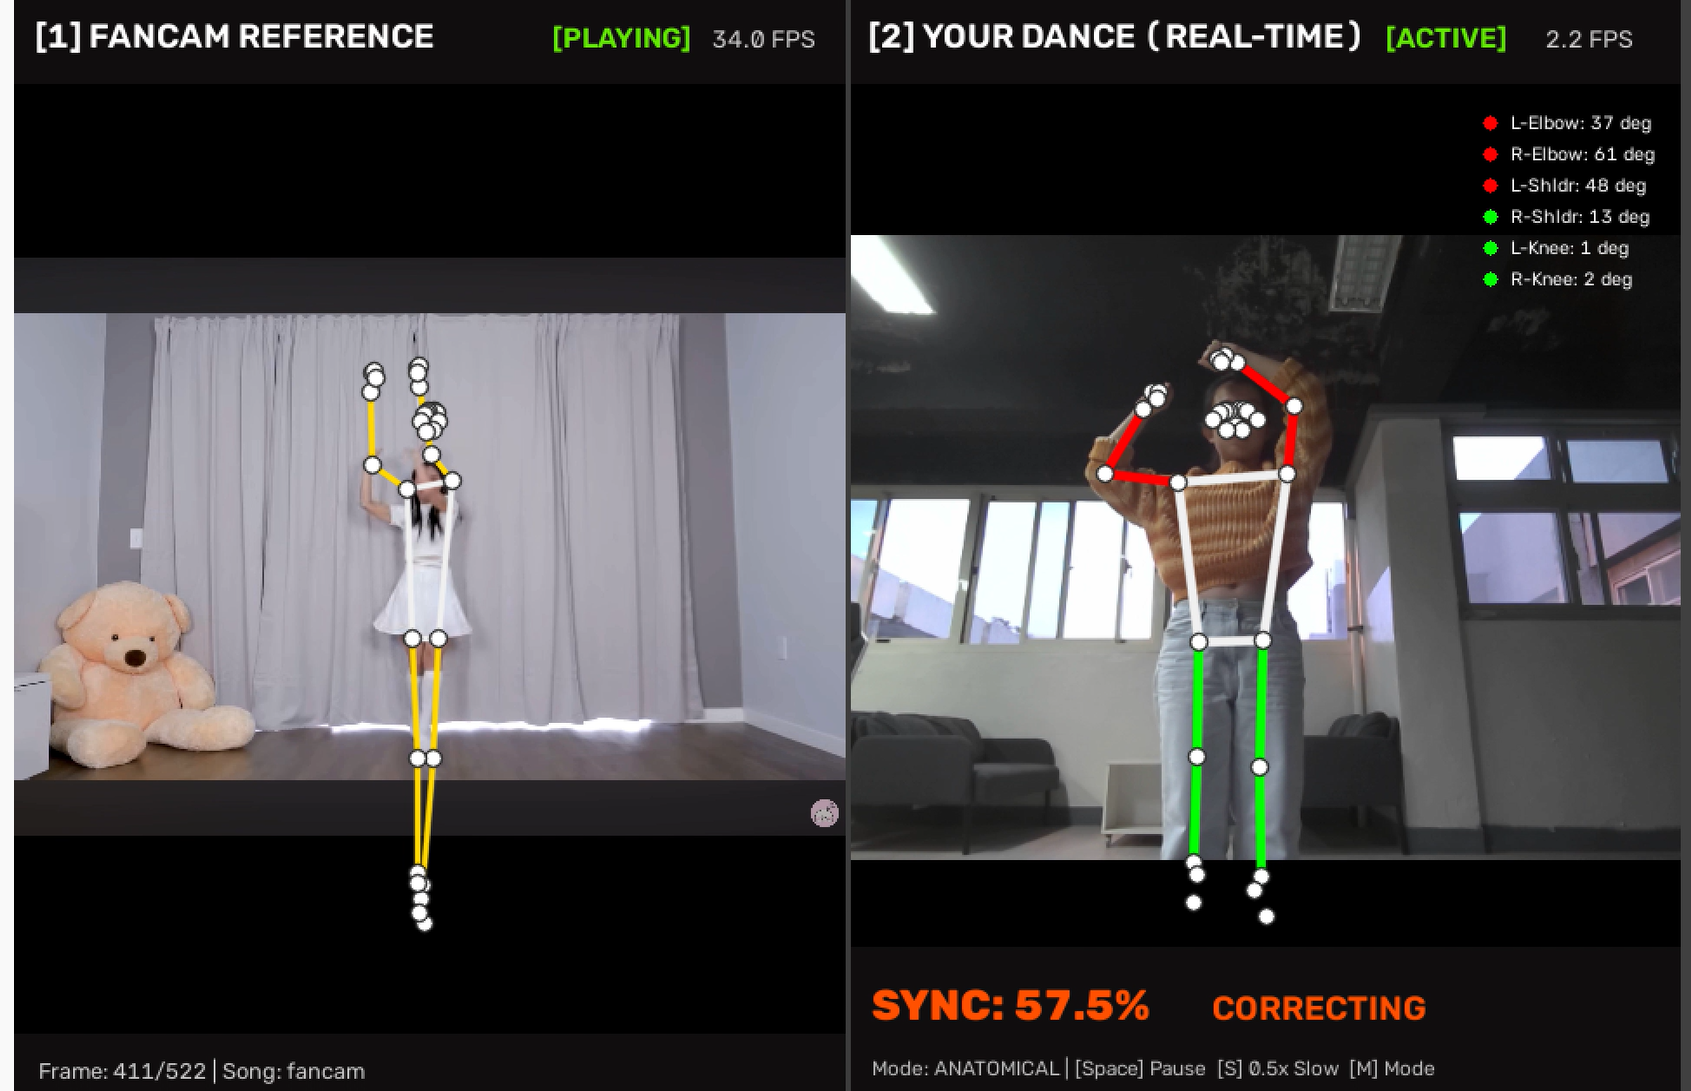 [1] FANCAM REFERENCE [PLAYING] 34.0 FPS
[2] YOUR DANCE (REAL-TIME) [ACTIVE] 2.2 FPS
L-Elbow: 37 deg
R-Elbow: 61 deg
L-Shldr: 48 deg
R-Shldr: 13 deg
L-Knee: 1 deg
R-Knee: 2 deg
SYNC: 57.5% CORRECTING
Frame: 411/522 | Song: fancam
Mode: ANATOMICAL | [Space] Pause [S] 0.5x Slow [M] Mode